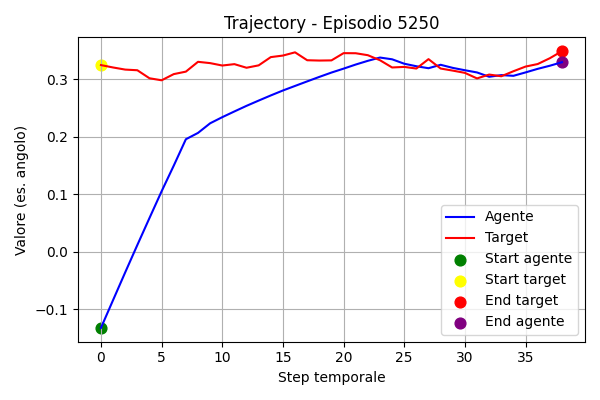 Trajectory - Episodio 5250
Valore (es. angolo)
0.3
0.2
0.1
0.0
−0.1
0
5
10
15
20
25
30
35
Step temporale
Agente
Target
Start agente
Start target
End target
End agente